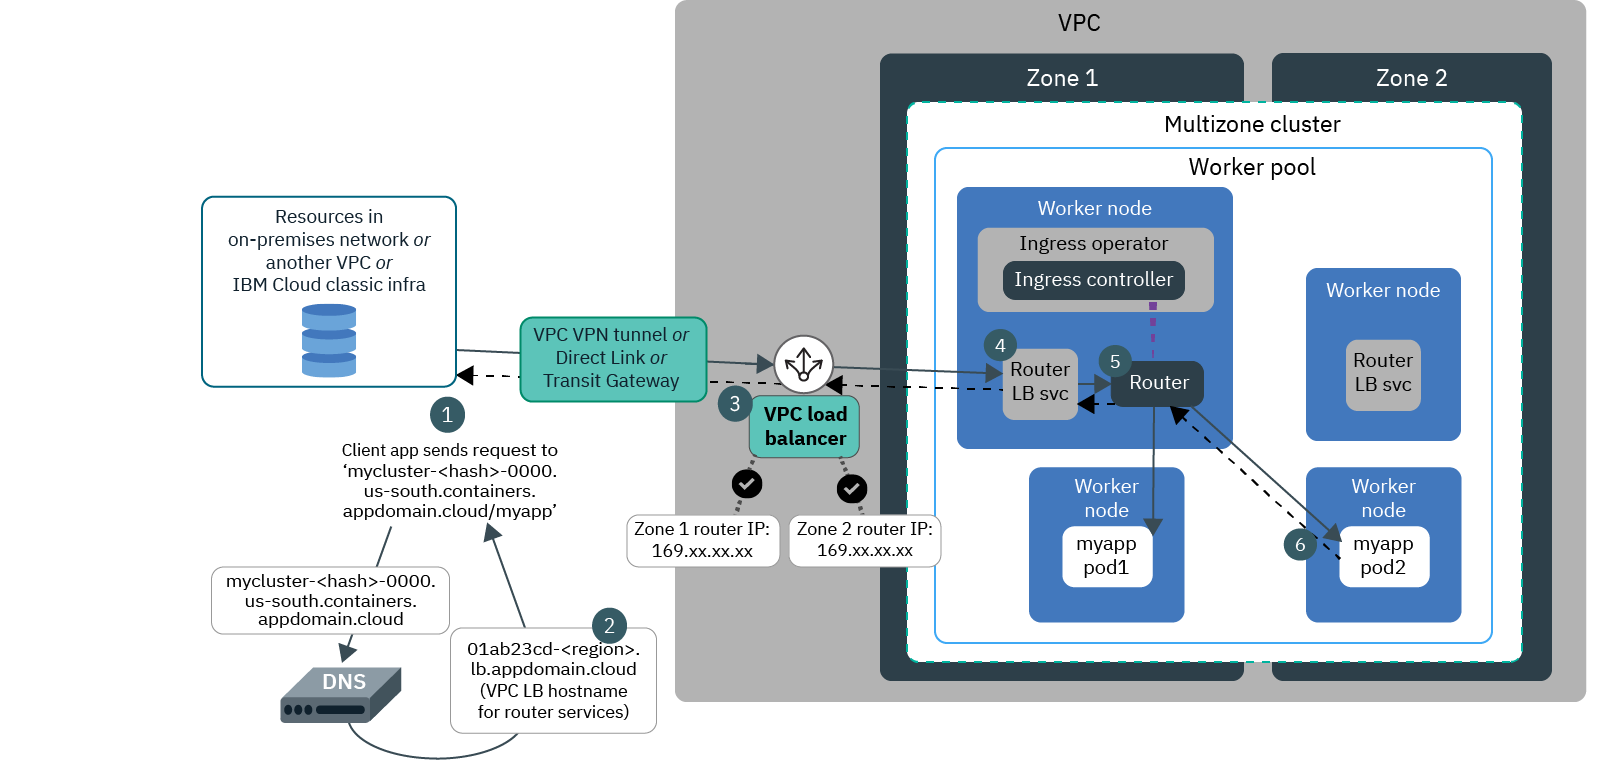 VPC
Zone 1
Zone 2
Multizone cluster
Worker pool
Worker node
Ingress operator
Ingress controller
Resources in
on-premises network or
another VPC or
IBM Cloud classic infra
VPC VPN tunnel or
Direct Link or
Transit Gateway
3
VPC load
balancer
4
Router
LB svc
5
Router
Worker node
Router
LB svc
1
Client app sends request to
‘mycluster-<hash>-0000.
us-south.containers.
appdomain.cloud/myapp’
Zone 1 router IP:
169.xx.xx.xx
Zone 2 router IP:
169.xx.xx.xx
Worker
node
myapp
pod1
Worker
node
6
myapp
pod2
mycluster-<hash>-0000.
us-south.containers.
appdomain.cloud
DNS
2
01ab23cd-<region>.
lb.appdomain.cloud
(VPC LB hostname
for router services)